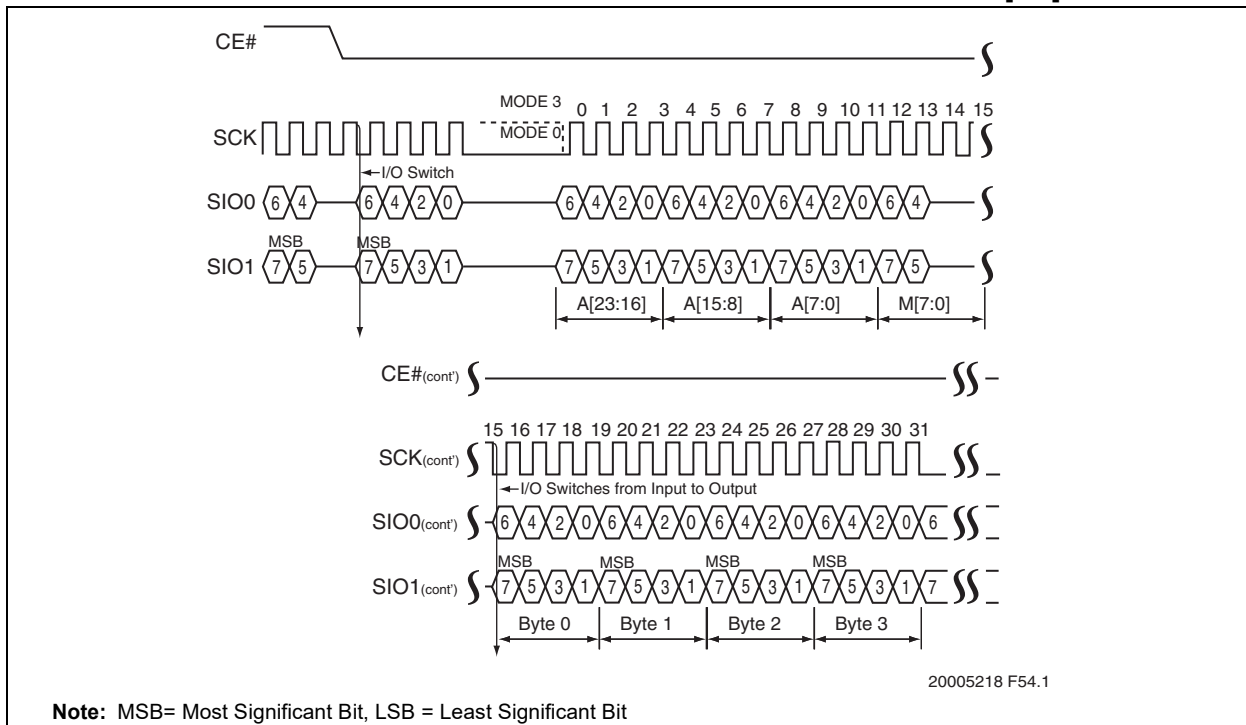 CE#
MODE 3
0 1 2 3 4 5 6 7 8 9 10 11 12 13 14 15
SCK
MODE 0
I/O Switch
SIO0 6 4 6 4 2 0 6 4 2 0 6 4 2 0 6 4 2 0 6 4
MSB MSB
SIO1 7 5 7 5 3 1 7 5 3 1 7 5 3 1 7 5 3 1 7 5
A[23:16] A[15:8] A[7:0] M[7:0]
CE#(cont')
15 16 17 18 19 20 21 22 23 24 25 26 27 28 29 30 31
SCK(cont')
I/O Switches from Input to Output
SIO0(cont') 6 4 2 0 6 4 2 0 6 4 2 0 6 4 2 0 6
MSB MSB MSB MSB
SIO1(cont') 7 5 3 1 7 5 3 1 7 5 3 1 7 5 3 1 7
Byte 0 Byte 1 Byte 2 Byte 3
20005218 F54.1
Note: MSB= Most Significant Bit, LSB = Least Significant Bit